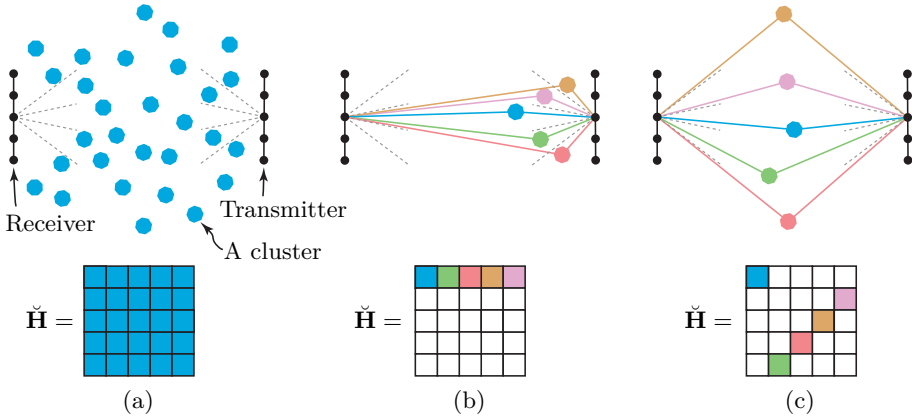 Receiver
Transmitter
A cluster
H̆ =
H̆ =
H̆ =
(a)
(b)
(c)